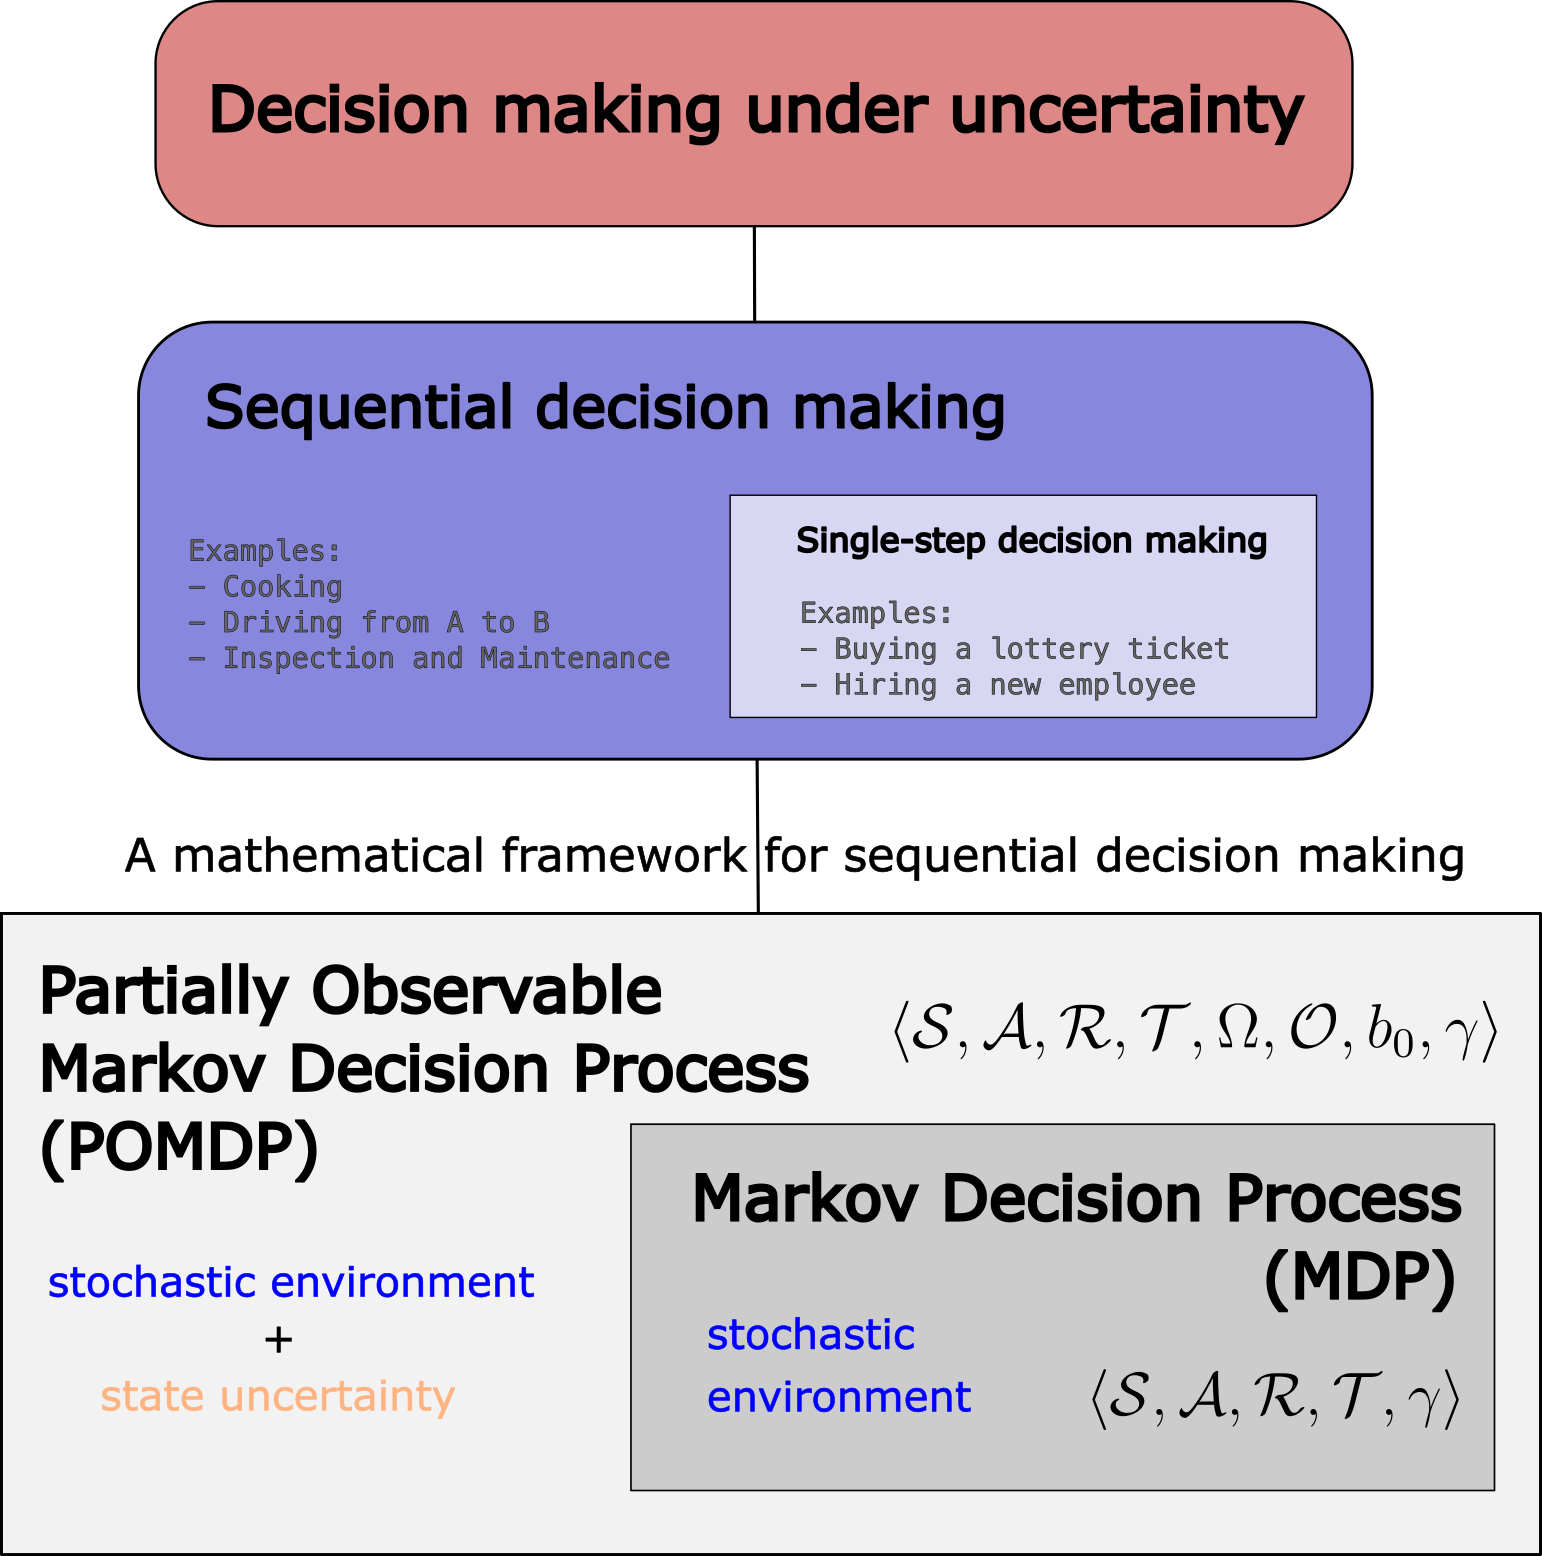 Decision making under uncertainty
Sequential decision making
Examples:
– Cooking
– Driving from A to B
– Inspection and Maintenance
Single-step decision making
Examples:
– Buying a lottery ticket
– Hiring a new employee
A mathematical framework for sequential decision making
Partially Observable
Markov Decision Process
(POMDP)
⟨𝒮, 𝒜, ℛ, 𝒯, Ω, 𝒪, b₀, γ⟩
stochastic environment
+
state uncertainty
Markov Decision Process
(MDP)
stochastic
environment
⟨𝒮, 𝒜, ℛ, 𝒯, γ⟩